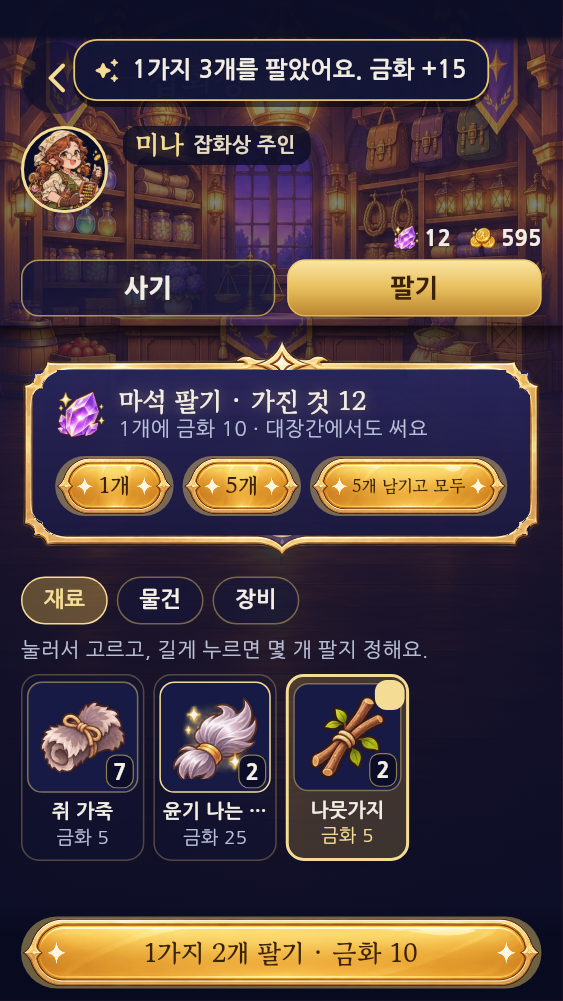 1가지 3개를 팔았어요. 금화 +15
미나 잡화상 주인
12 595
사기 팔기
마석 팔기 · 가진 것 12
1개에 금화 10 · 대장간에서도 써요
1개 5개 5개 남기고 모두
재료 물건 장비
눌러서 고르고, 길게 누르면 몇 개 팔지 정해요.
7 2 2
쥐 가죽 윤기 나는 … 나뭇가지
금화 5 금화 25 금화 5
1가지 2개 팔기 · 금화 10